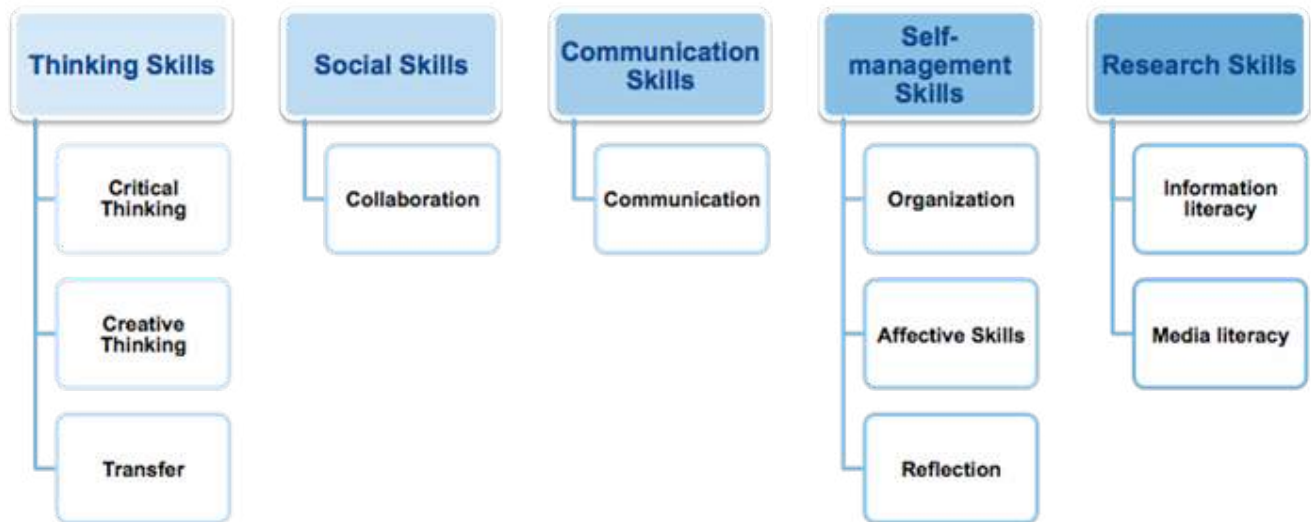 Thinking Skills
Critical
Thinking
Creative
Thinking
Transfer
Social Skills
Collaboration
Communication
Skills
Communication
Self-
management
Skills
Organization
Affective Skills
Reflection
Research Skills
Information
literacy
Media literacy